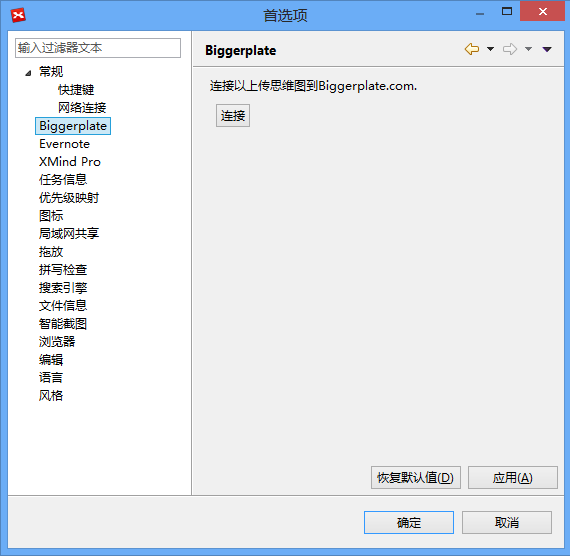 首选项
输入过滤器文本
常规
快捷键
网络连接
Biggerplate
Evernote
XMind Pro
任务信息
优先级映射
图标
局域网共享
拖放
拼写检查
搜索引擎
文件信息
智能截图
浏览器
编辑
语言
风格
Biggerplate
连接以上传思维图到Biggerplate.com.
连接
恢复默认值(D)
应用(A)
确定
取消